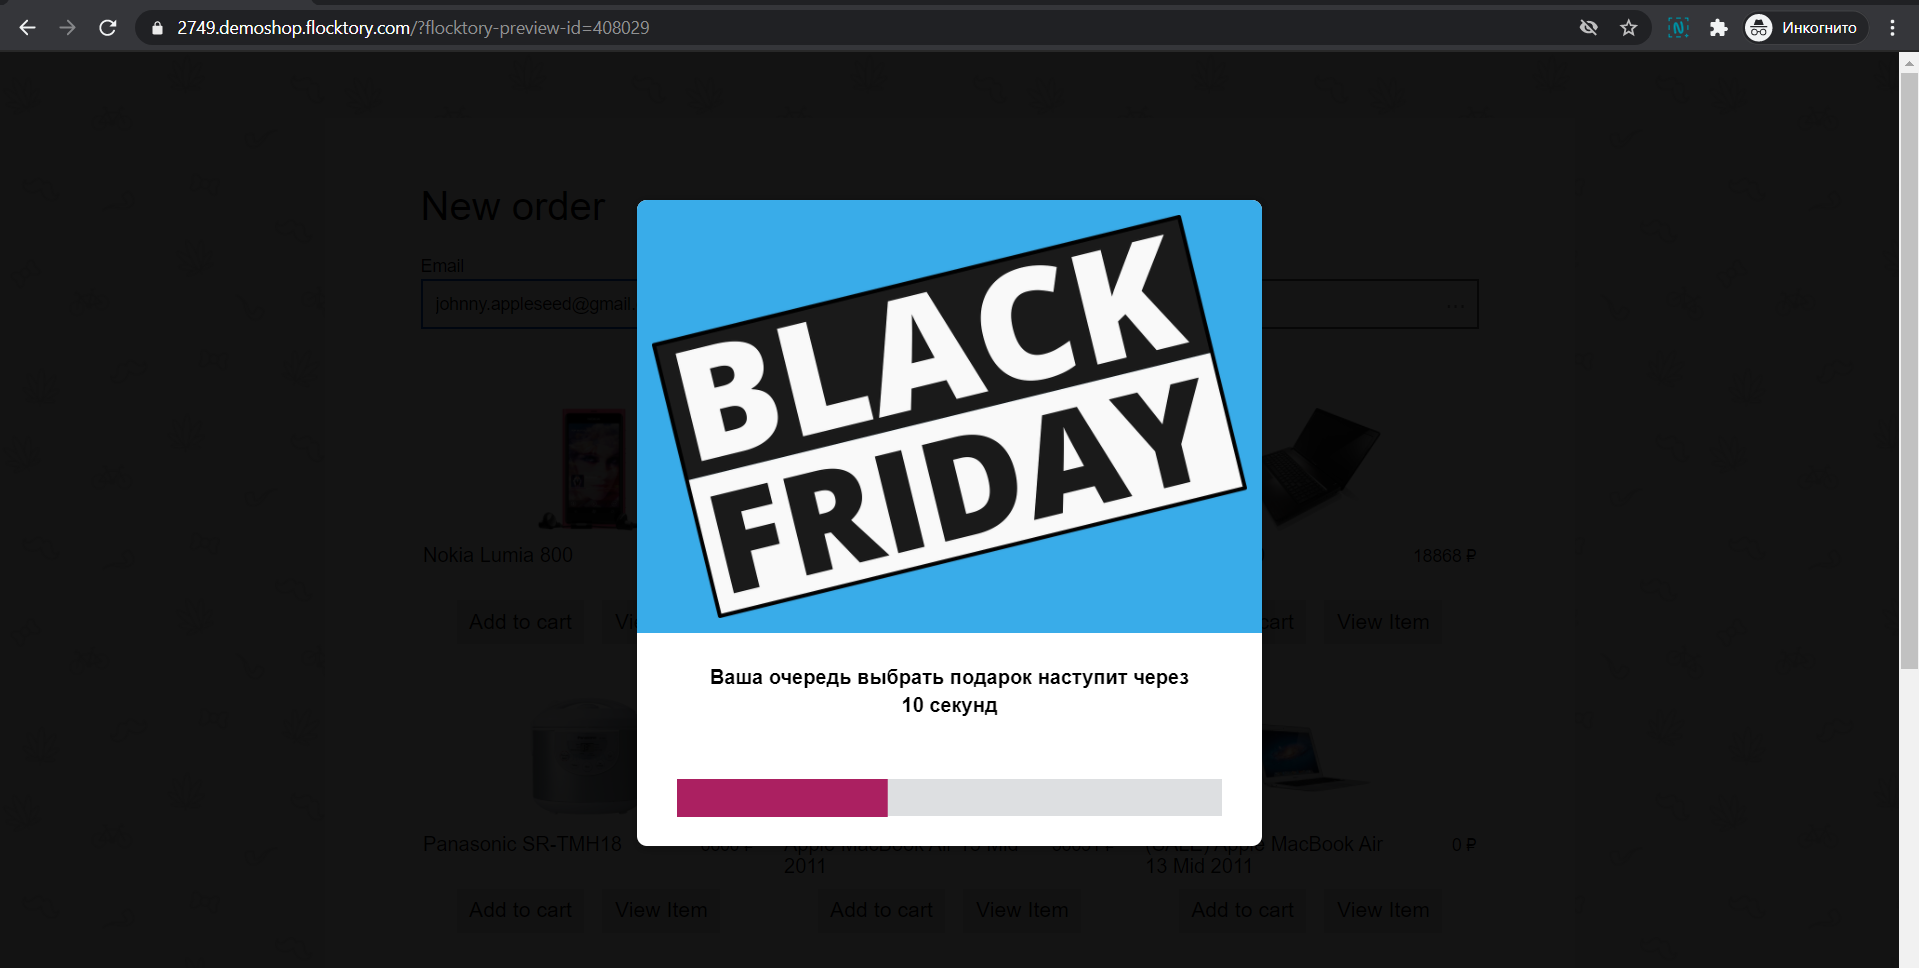 2749.demoshop.flocktory.com/?flocktory-preview-id=408029
Инкогнито
New order
Email
johnny.appleseed@gmail.
...
BLACK
FRIDAY
Nokia Lumia 800
18868 ₽
Add to cart
View Item
Ваша очередь выбрать подарок наступит через
10 секунд
Panasonic SR-TMH18
2011
Apple MacBook Air
0 ₽
13 Mid 2011
Add to cart View Item Add to cart View Item Add to cart View Item